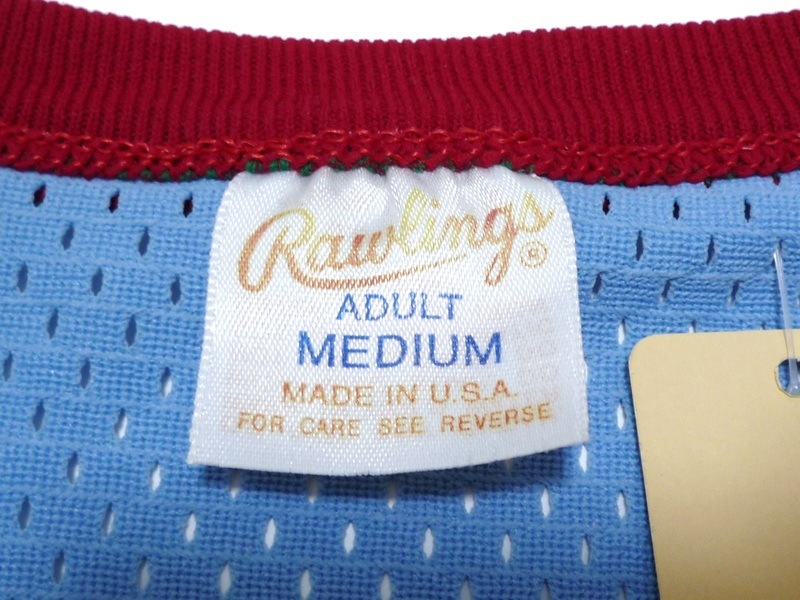 Rawlings®
ADULT
MEDIUM
MADE IN U.S.A.
FOR CARE SEE REVERSE